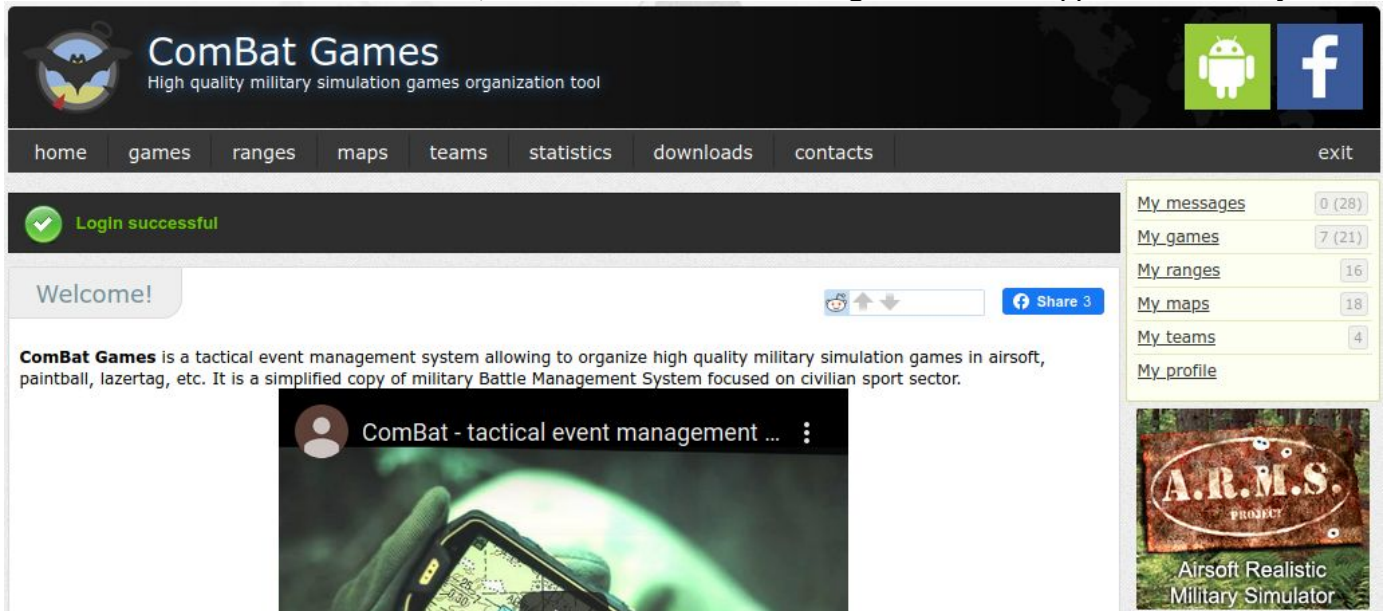 ComBat Games
High quality military simulation games organization tool
home games ranges maps teams statistics downloads contacts exit
Login successful
My messages 0 (28)
My games 7 (21)
My ranges 16
My maps 18
My teams 4
My profile
Welcome!
Share 3
ComBat Games is a tactical event management system allowing to organize high quality military simulation games in airsoft,
paintball, lazertag, etc. It is a simplified copy of military Battle Management System focused on civilian sport sector.
ComBat - tactical event management ...
A.R.M.S.
PROJECT
Airsoft Realistic
Military Simulator